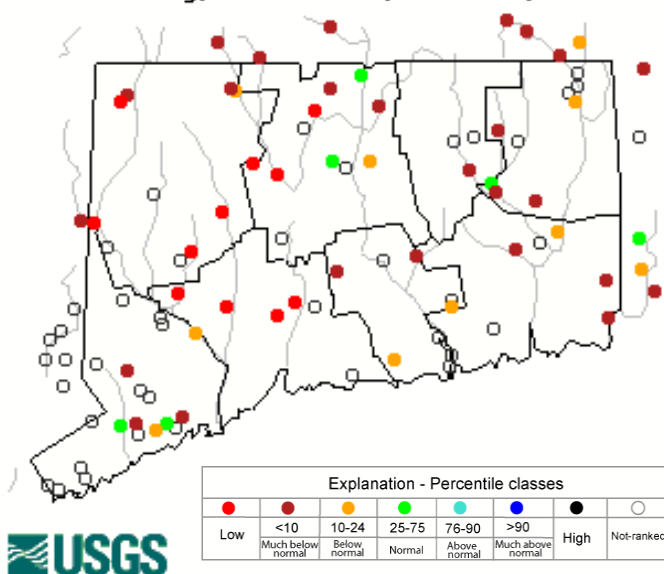 Explanation - Percentile classes
Low <10 10-24 25-75 76-90 >90 High Not-ranked
Much below normal Below normal Normal Above normal Much above normal
USGS